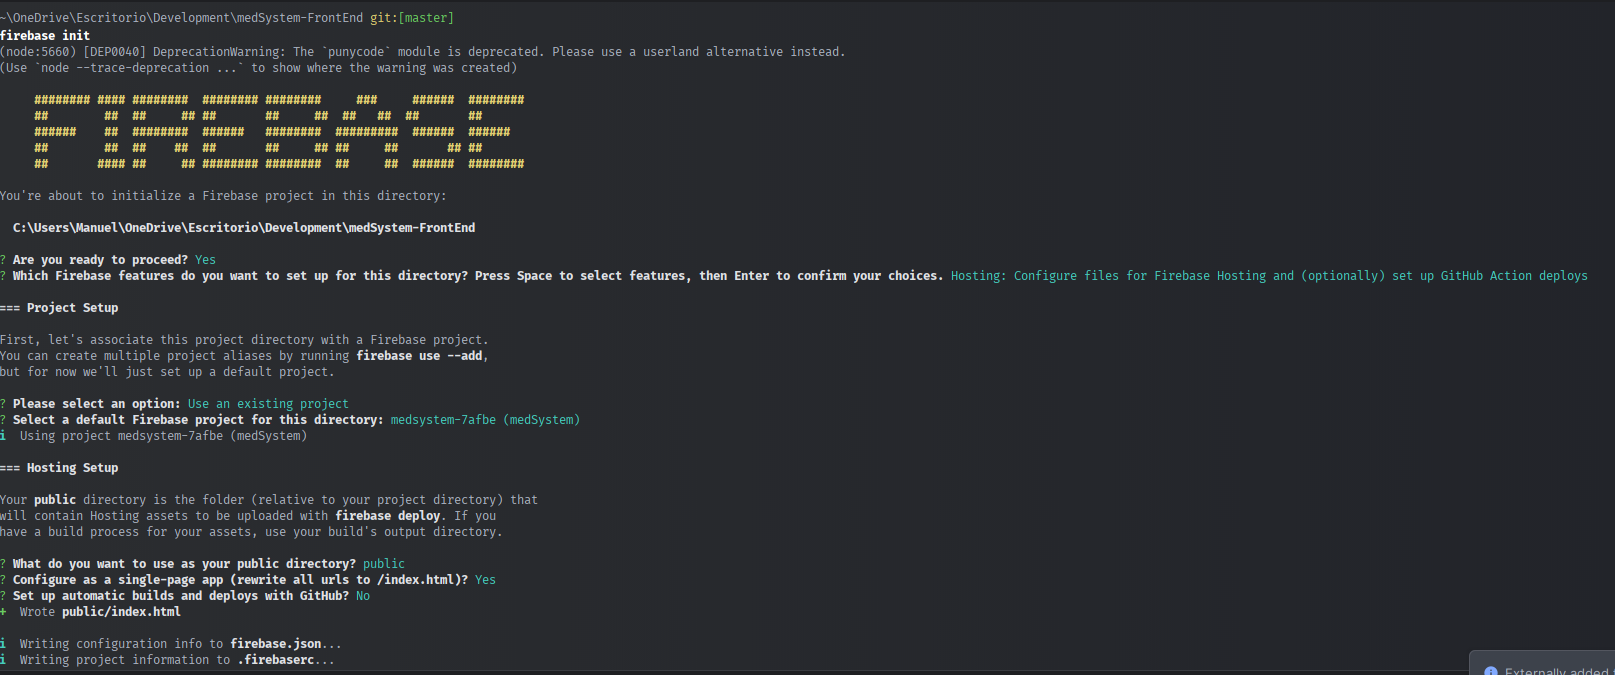 ~\OneDrive\Escritorio\Development\medSystem-FrontEnd git:[master]
firebase init
(node:5660) [DEP0040] DeprecationWarning: The `punycode` module is deprecated. Please use a userland alternative instead.
(Use `node --trace-deprecation ...` to show where the warning was created)
FIREBASE
You're about to initialize a Firebase project in this directory:
C:\Users\Manuel\OneDrive\Escritorio\Development\medSystem-FrontEnd
? Are you ready to proceed? Yes
? Which Firebase features do you want to set up for this directory? Press Space to select features, then Enter to confirm your choices. Hosting: Configure files for Firebase Hosting and (optionally) set up GitHub Action deploys
=== Project Setup
First, let's associate this project directory with a Firebase project.
You can create multiple project aliases by running firebase use --add,
but for now we'll just set up a default project.
? Please select an option: Use an existing project
? Select a default Firebase project for this directory: medsystem-7afbe (medSystem)
i Using project medsystem-7afbe (medSystem)
=== Hosting Setup
Your public directory is the folder (relative to your project directory) that
will contain Hosting assets to be uploaded with firebase deploy. If you
have a build process for your assets, use your build's output directory.
? What do you want to use as your public directory? public
? Configure as a single-page app (rewrite all urls to /index.html)? Yes
? Set up automatic builds and deploys with GitHub? No
+ Wrote public/index.html
i Writing configuration info to firebase.json...
i Writing project information to .firebaserc...
Externally added